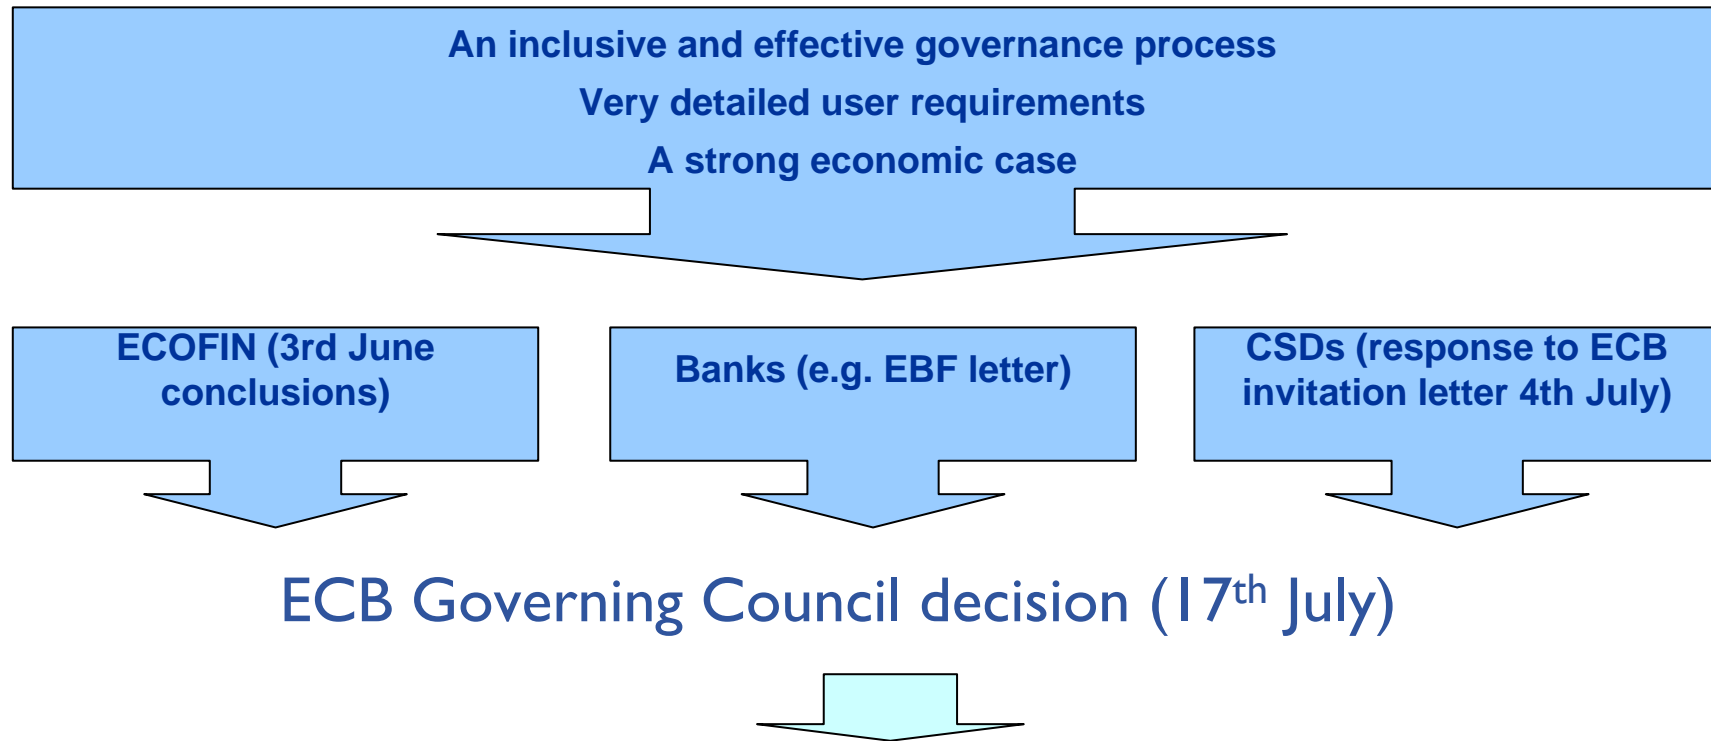 An inclusive and effective governance process
Very detailed user requirements
A strong economic case
ECOFIN (3rd June
conclusions)
Banks (e.g. EBF letter)
CSDs (response to ECB
invitation letter 4th July)
ECB Governing Council decision (17th July)